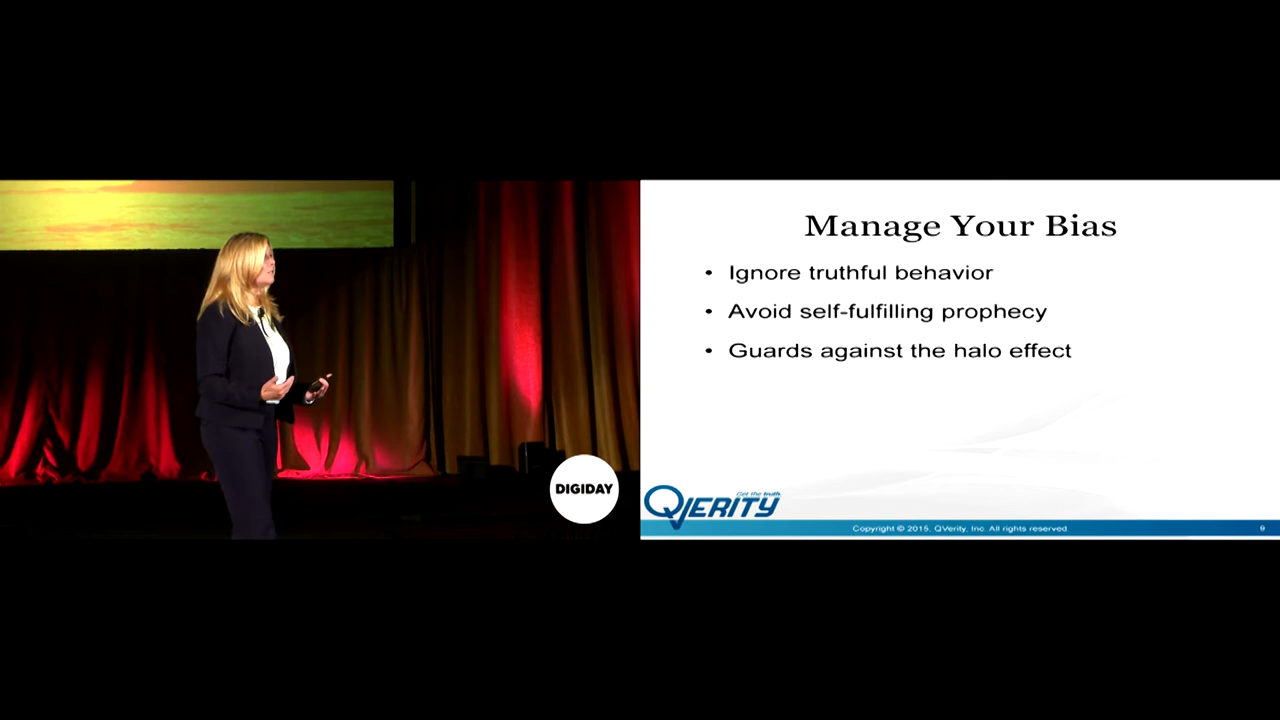 DIGIDAY
Manage Your Bias
• Ignore truthful behavior
• Avoid self-fulfilling prophecy
• Guards against the halo effect
Get the truth.
QVERITY
Copyright © 2015. QVerity, Inc. All rights reserved.
9